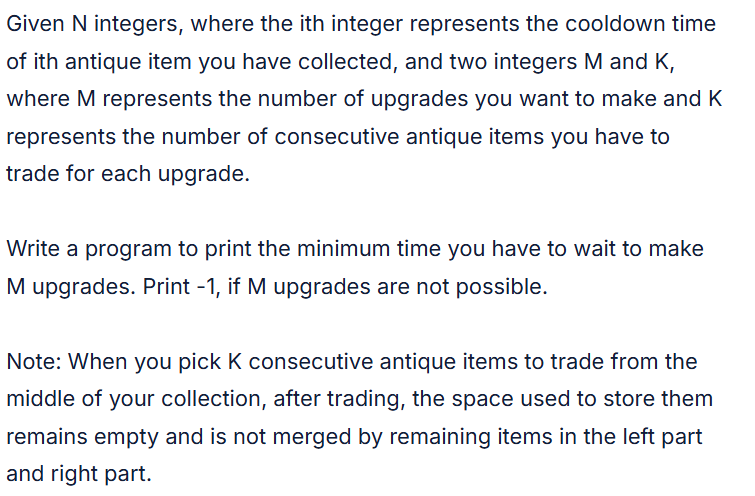 Given N integers, where the ith integer represents the cooldown time
of ith antique item you have collected, and two integers M and K,
where M represents the number of upgrades you want to make and K
represents the number of consecutive antique items you have to
trade for each upgrade.
Write a program to print the minimum time you have to wait to make
M upgrades. Print -1, if M upgrades are not possible.
Note: When you pick K consecutive antique items to trade from the
middle of your collection, after trading, the space used to store them
remains empty and is not merged by remaining items in the left part
and right part.